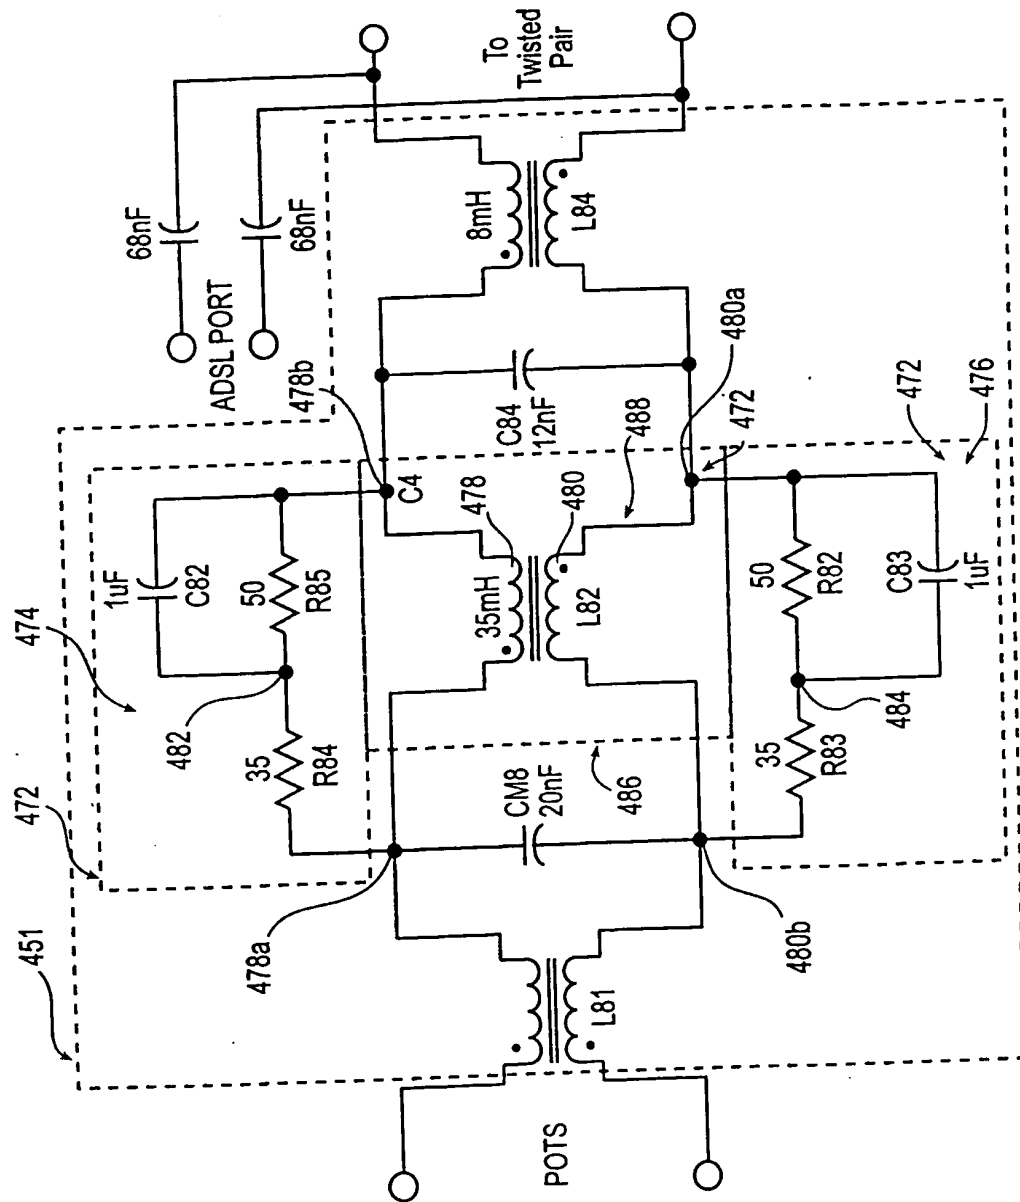 68nF
68nF
ADSL PORT
To
Twisted
Pair
451
472
474
1uF
C82
50
R85
482
35
R84
478b
C4
478a
35mH
478
480
L82
488
8mH
L84
C84
12nF
480a
472
CM8
20nF
486
L81
480b
POTS
50
R82
35
R83
484
C83
1uF
472
476